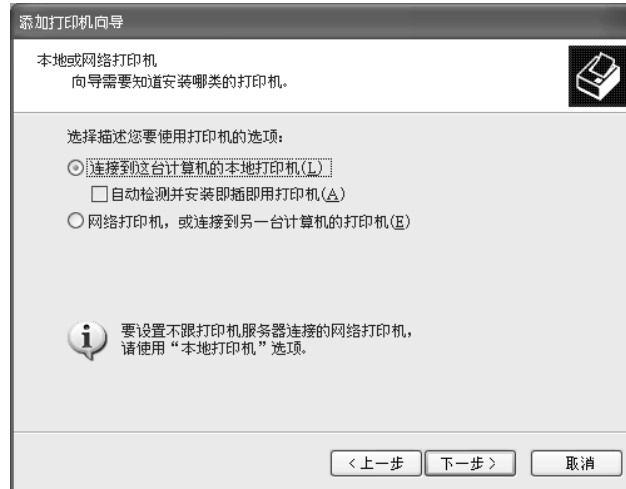 添加打印机向导
本地或网络打印机
向导需要知道安装哪类的打印机。
选择描述您要使用打印机的选项:
连接到这台计算机的本地打印机(L)
自动检测并安装即插即用打印机(A)
网络打印机，或连接到另一台计算机的打印机(E)
要设置不跟打印机服务器连接的网络打印机，
请使用“本地打印机”选项。
<上一步 下一步> 取消